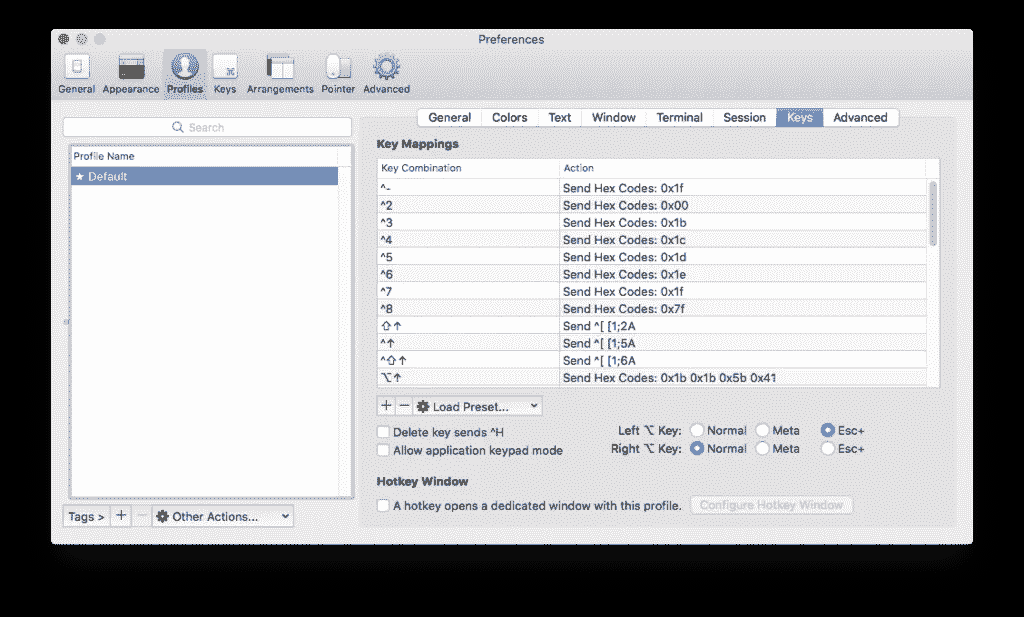 Preferences
General Appearance Profiles Keys Arrangements Pointer Advanced
Search
General Colors Text Window Terminal Session Keys Advanced
Profile Name
★ Default
Key Mappings
Key Combination Action
^- Send Hex Codes: 0x1f
^2 Send Hex Codes: 0x00
^3 Send Hex Codes: 0x1b
^4 Send Hex Codes: 0x1c
^5 Send Hex Codes: 0x1d
^6 Send Hex Codes: 0x1e
^7 Send Hex Codes: 0x1f
^8 Send Hex Codes: 0x7f
⇧↑ Send ^[ [1;2A
^↑ Send ^[ [1;5A
^⇧↑ Send ^[ [1;6A
⌥↑ Send Hex Codes: 0x1b 0x1b 0x5b 0x41
+ − Load Preset...
Delete key sends ^H
Allow application keypad mode
Left ⌥ Key: Normal Meta Esc+
Right ⌥ Key: Normal Meta Esc+
Hotkey Window
A hotkey opens a dedicated window with this profile. Configure Hotkey Window
Tags > + − Other Actions...